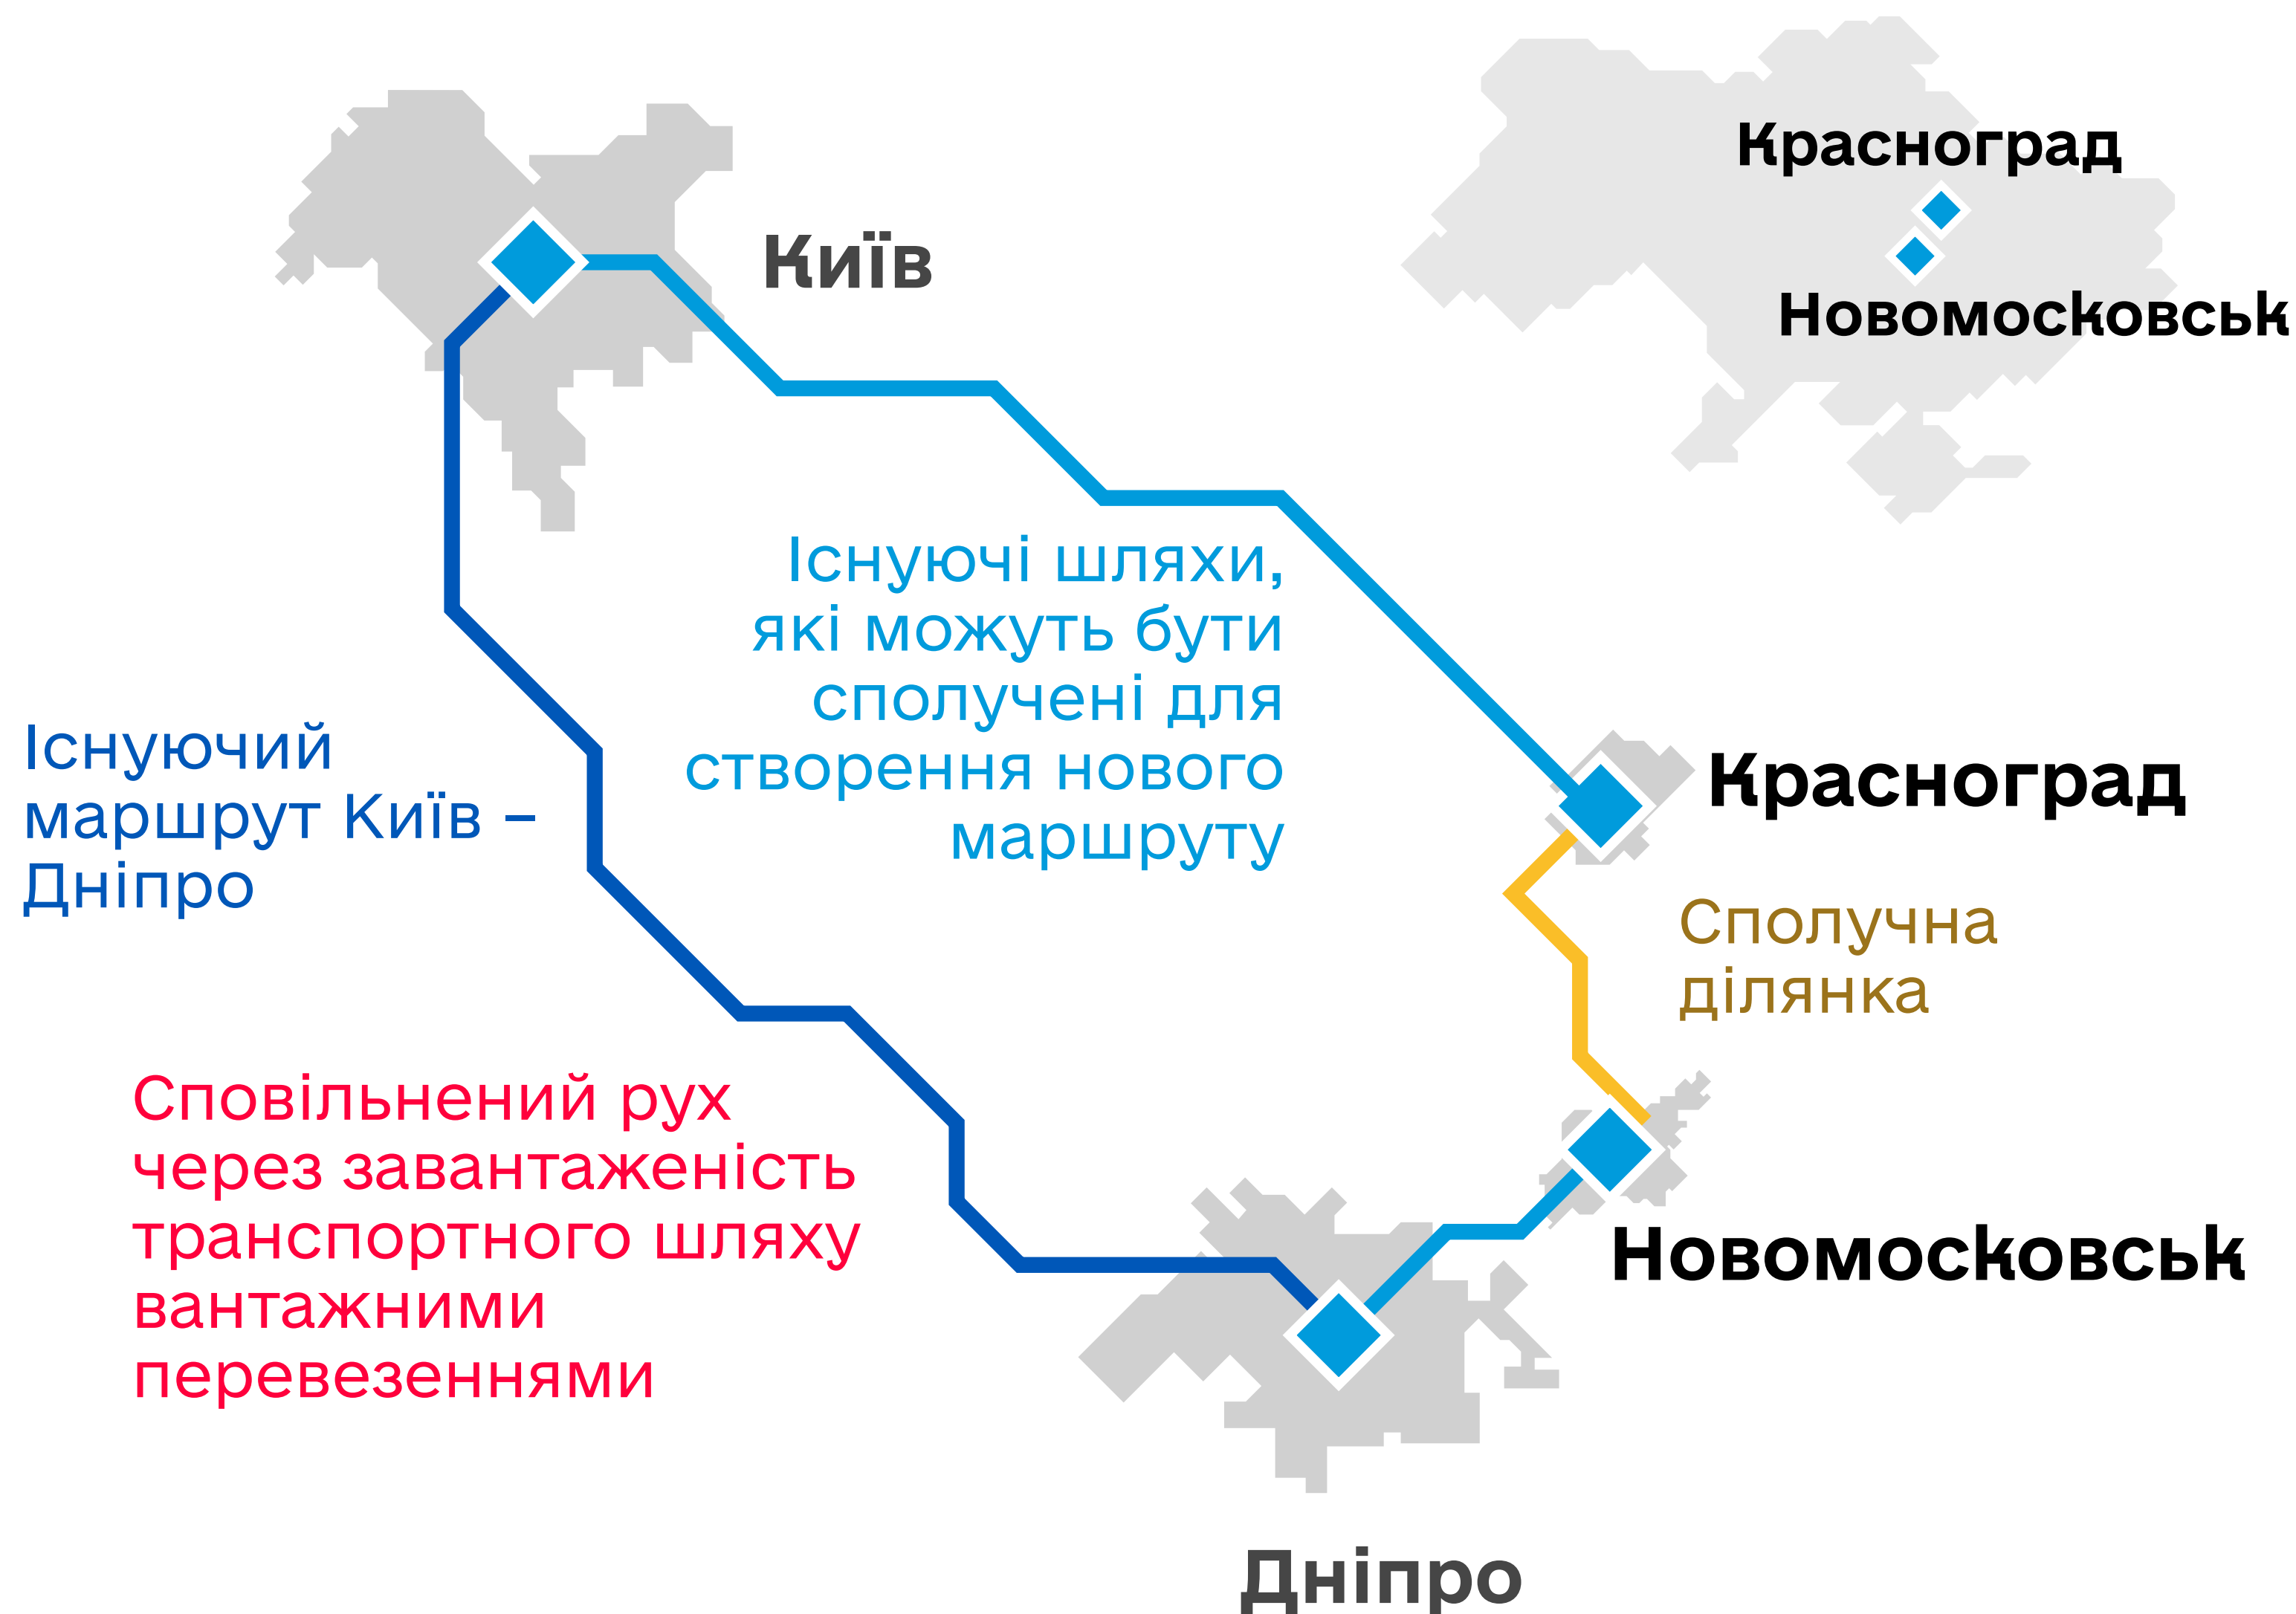 Красноград
Новомосковськ
Київ
Існуючі шляхи,
які можуть бути
сполучені для
створення нового
маршруту
Існуючий
маршрут Київ –
Дніпро
Красноград
Сполучна
ділянка
Сповільнений рух
через завантаженість
транспортного шляху
вантажними
перевезеннями
Новомосковськ
Дніпро